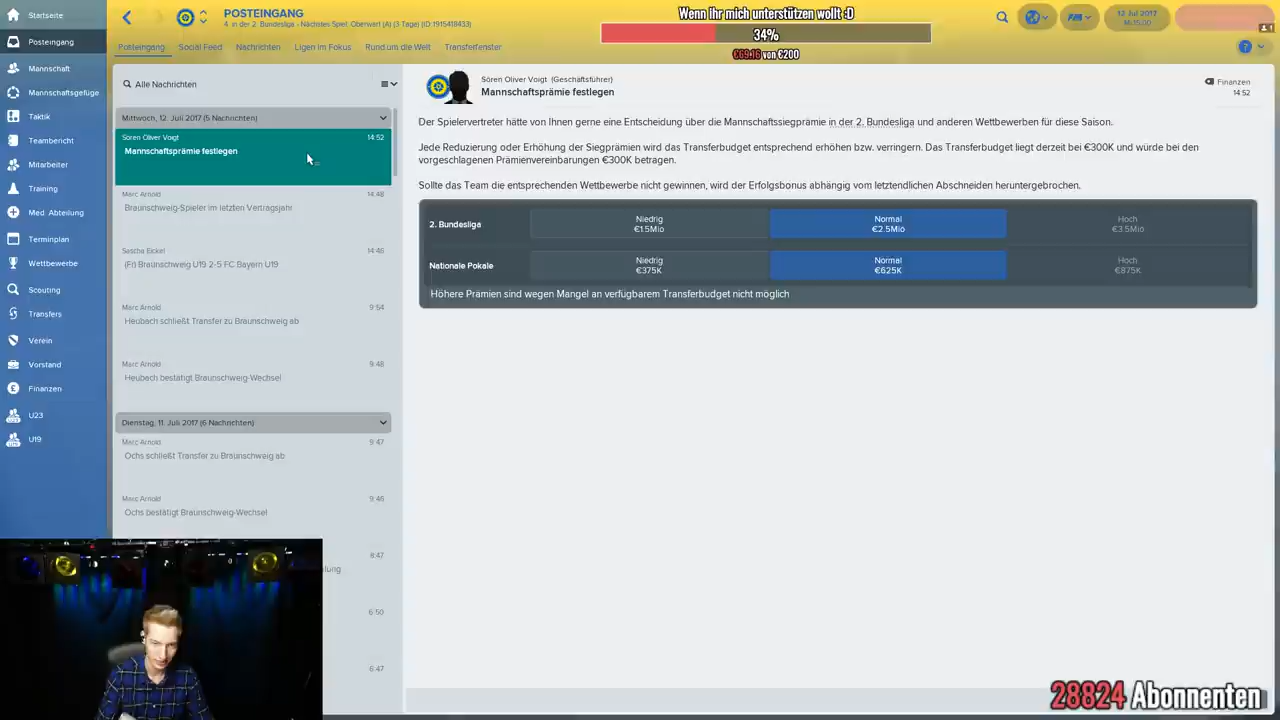 Startseite
Posteingang
Mannschaft
Mannschaftsgefüge
Taktik
Teambericht
Mitarbeiter
Training
Med. Abteilung
Terminplan
Wettbewerbe
Scouting
Transfers
Verein
Vorstand
Finanzen
U23
U19
POSTEINGANG
4. in der 2. Bundesliga - Nächstes Spiel: Oberwart (A) (3 Tage) (ID:1915418433)
Wenn ihr mich unterstützen wollt :D
34%
€69.16 von €200
FM
12 Jul 2017
Mi 15:00
1
Posteingang
Social Feed
Nachrichten
Ligen im Fokus
Rund um die Welt
Transferfenster
?
Alle Nachrichten
Mittwoch, 12. Juli 2017 (5 Nachrichten)
Sören Oliver Voigt 14:52
Mannschaftsprämie festlegen
Marc Arnold 14:48
Braunschweig-Spieler im letzten Vertragsjahr
Sascha Eickel 14:46
(Fr) Braunschweig U19 2-5 FC Bayern U19
Marc Arnold 9:54
Heubach schließt Transfer zu Braunschweig ab
Marc Arnold 9:48
Heubach bestätigt Braunschweig-Wechsel
Dienstag, 11. Juli 2017 (6 Nachrichten)
Marc Arnold 9:47
Ochs schließt Transfer zu Braunschweig ab
Marc Arnold 9:46
Ochs bestätigt Braunschweig-Wechsel
8:47
lung
6:50
6:47
Sören Oliver Voigt (Geschäftsführer)
Mannschaftsprämie festlegen
Finanzen
14:52
Der Spielervertreter hätte von Ihnen gerne eine Entscheidung über die Mannschaftssiegprämie in der 2. Bundesliga und anderen Wettbewerben für diese Saison.
Jede Reduzierung oder Erhöhung der Siegprämien wird das Transferbudget entsprechend erhöhen bzw. verringern. Das Transferbudget liegt derzeit bei €300K und würde bei den
vorgeschlagenen Prämienvereinbarungen €300K betragen.
Sollte das Team die entsprechenden Wettbewerbe nicht gewinnen, wird der Erfolgsbonus abhängig vom letztendlichen Abschneiden heruntergebrochen.
2. Bundesliga
Niedrig
€1.5Mio
Normal
€2.5Mio
Hoch
€3.5Mio
Nationale Pokale
Niedrig
€375K
Normal
€625K
Hoch
€875K
Höhere Prämien sind wegen Mangel an verfügbarem Transferbudget nicht möglich
28824 Abonnenten